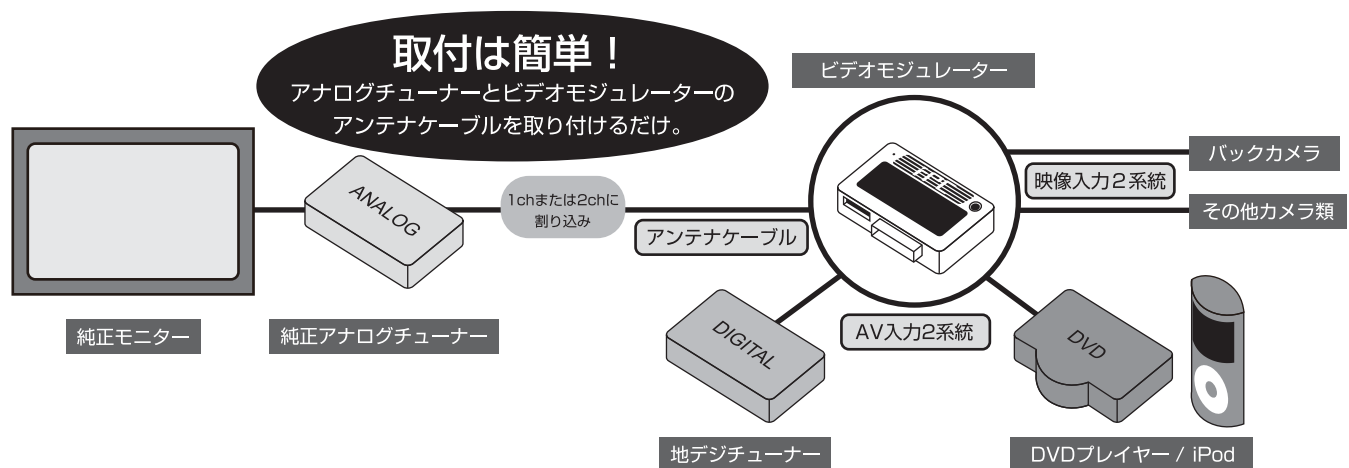 取付は簡単！
アナログチューナーとビデオモジュレーターの
アンテナケーブルを取り付けるだけ。
ビデオモジュレーター
バックカメラ
映像入力２系統
その他カメラ類
ANALOG
1chまたは2chに
割り込み
アンテナケーブル
純正モニター
純正アナログチューナー
DIGITAL
AV入力2系統
DVD
地デジチューナー
DVDプレイヤー / iPod